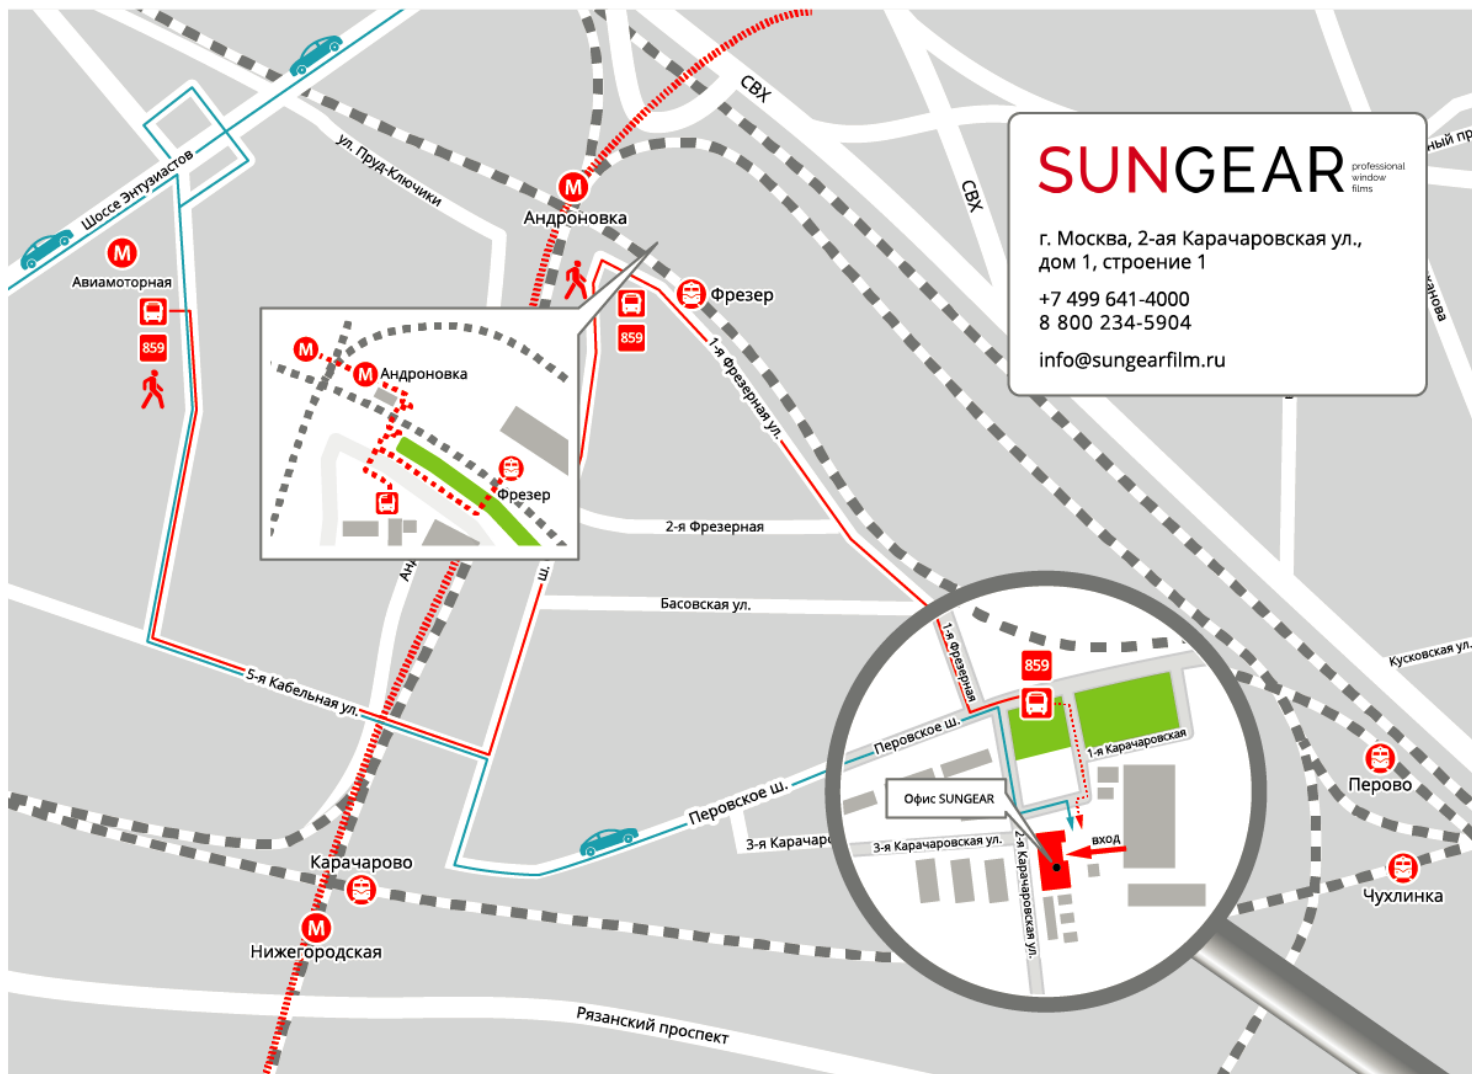 СВХ
ул. Пруд-Ключики
Шоссе Энтузиастов
М
Андроновка
СВХ
SUNGEAR
professional
window
films
г. Москва, 2-ая Карачаровская ул.,
дом 1, строение 1
+7 499 641-4000
8 800 234-5904
info@sungearfilm.ru
М
Авиамоторная
859
Фрезер
859
1-я Фрезерная ул.
М
М
Андроновка
Фрезер
2-я Фрезерная
ш.
Басовская ул.
5-я Кабельная ул.
Кусковская ул.
1-я Фрезерная
859
Перовское ш.
1-я Карачаровская
Офис SUNGEAR
Перовское ш.
3-я Карачаро
3-я Карачаровская ул.
2-я Карачаровская ул.
вход
Перово
Чухлинка
Карачарово
М
Нижегородская
Рязанский проспект